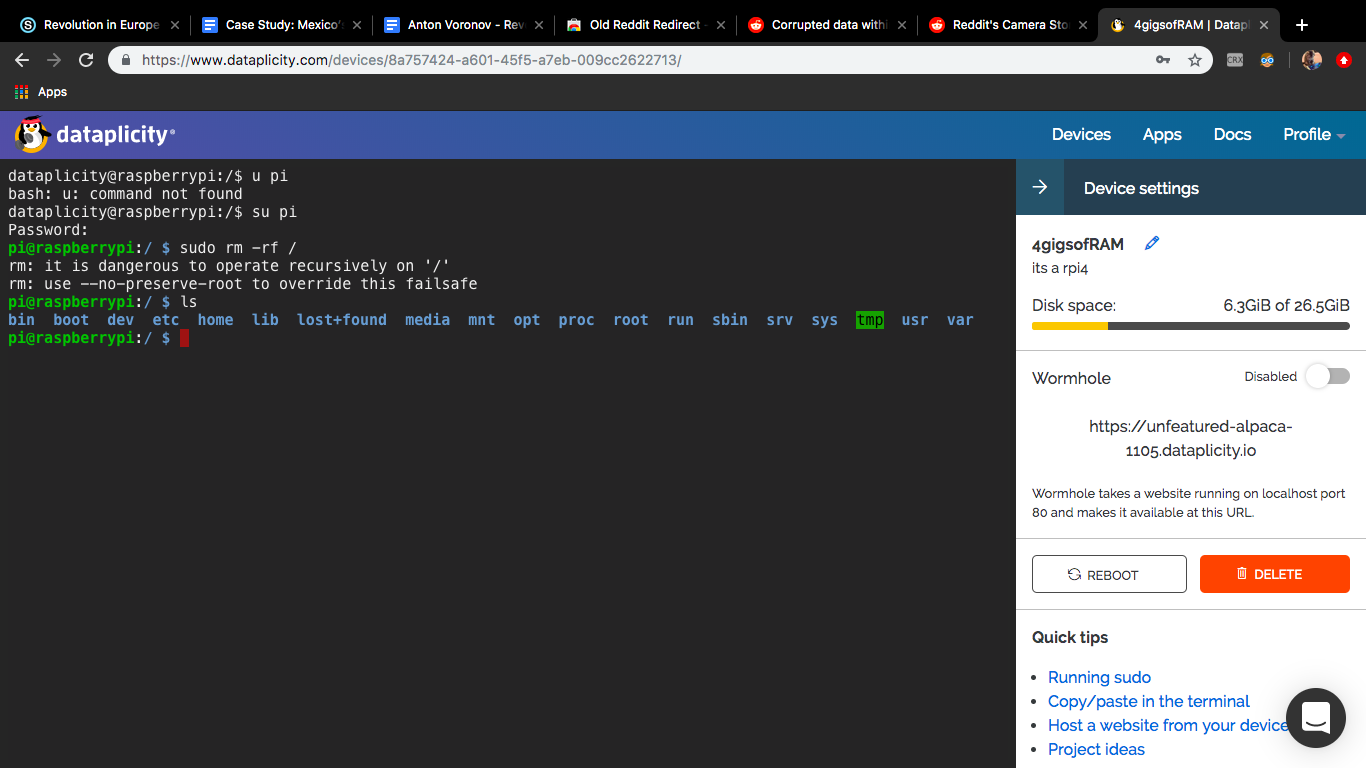 Revolution in Europe
Case Study: Mexico's
Anton Voronov - Rev
Old Reddit Redirect -
Corrupted data withi
Reddit's Camera Sto
4gigsofRAM | Datapl
https://www.dataplicity.com/devices/8a757424-a601-45f5-a7eb-009cc2622713/
CRX
Apps
dataplicity®
Devices
Apps
Docs
Profile
dataplicity@raspberrypi:/$ u pi
bash: u: command not found
dataplicity@raspberrypi:/$ su pi
Password:
pi@raspberrypi:/ $ sudo rm -rf /
rm: it is dangerous to operate recursively on '/'
rm: use --no-preserve-root to override this failsafe
pi@raspberrypi:/ $ ls
bin boot dev etc home lib lost+found media mnt opt proc root run sbin srv sys tmp usr var
pi@raspberrypi:/ $
Device settings
4gigsofRAM
its a rpi4
Disk space: 6.3GiB of 26.5GiB
Wormhole Disabled
https://unfeatured-alpaca-
1105.dataplicity.io
Wormhole takes a website running on localhost port
80 and makes it available at this URL.
REBOOT
DELETE
Quick tips
Running sudo
Copy/paste in the terminal
Host a website from your device
Project ideas